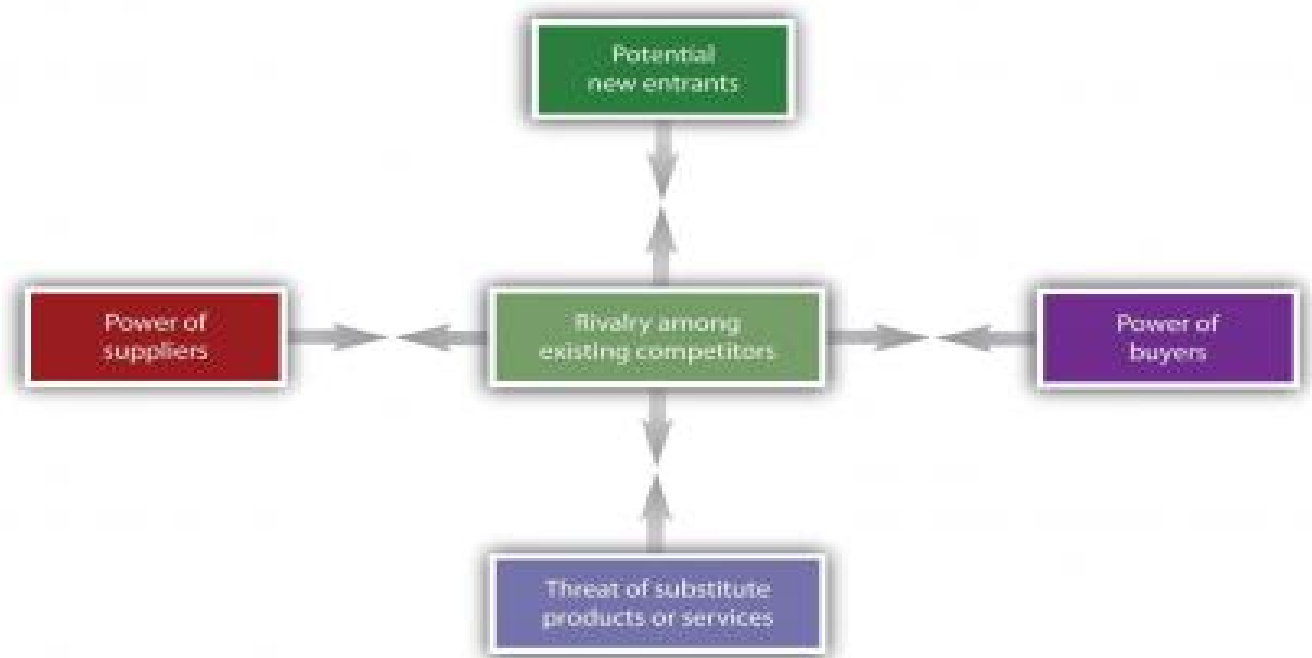 Potential
new entrants
Power of
suppliers
Rivalry among
existing competitors
Power of
buyers
Threat of substitute
products or services